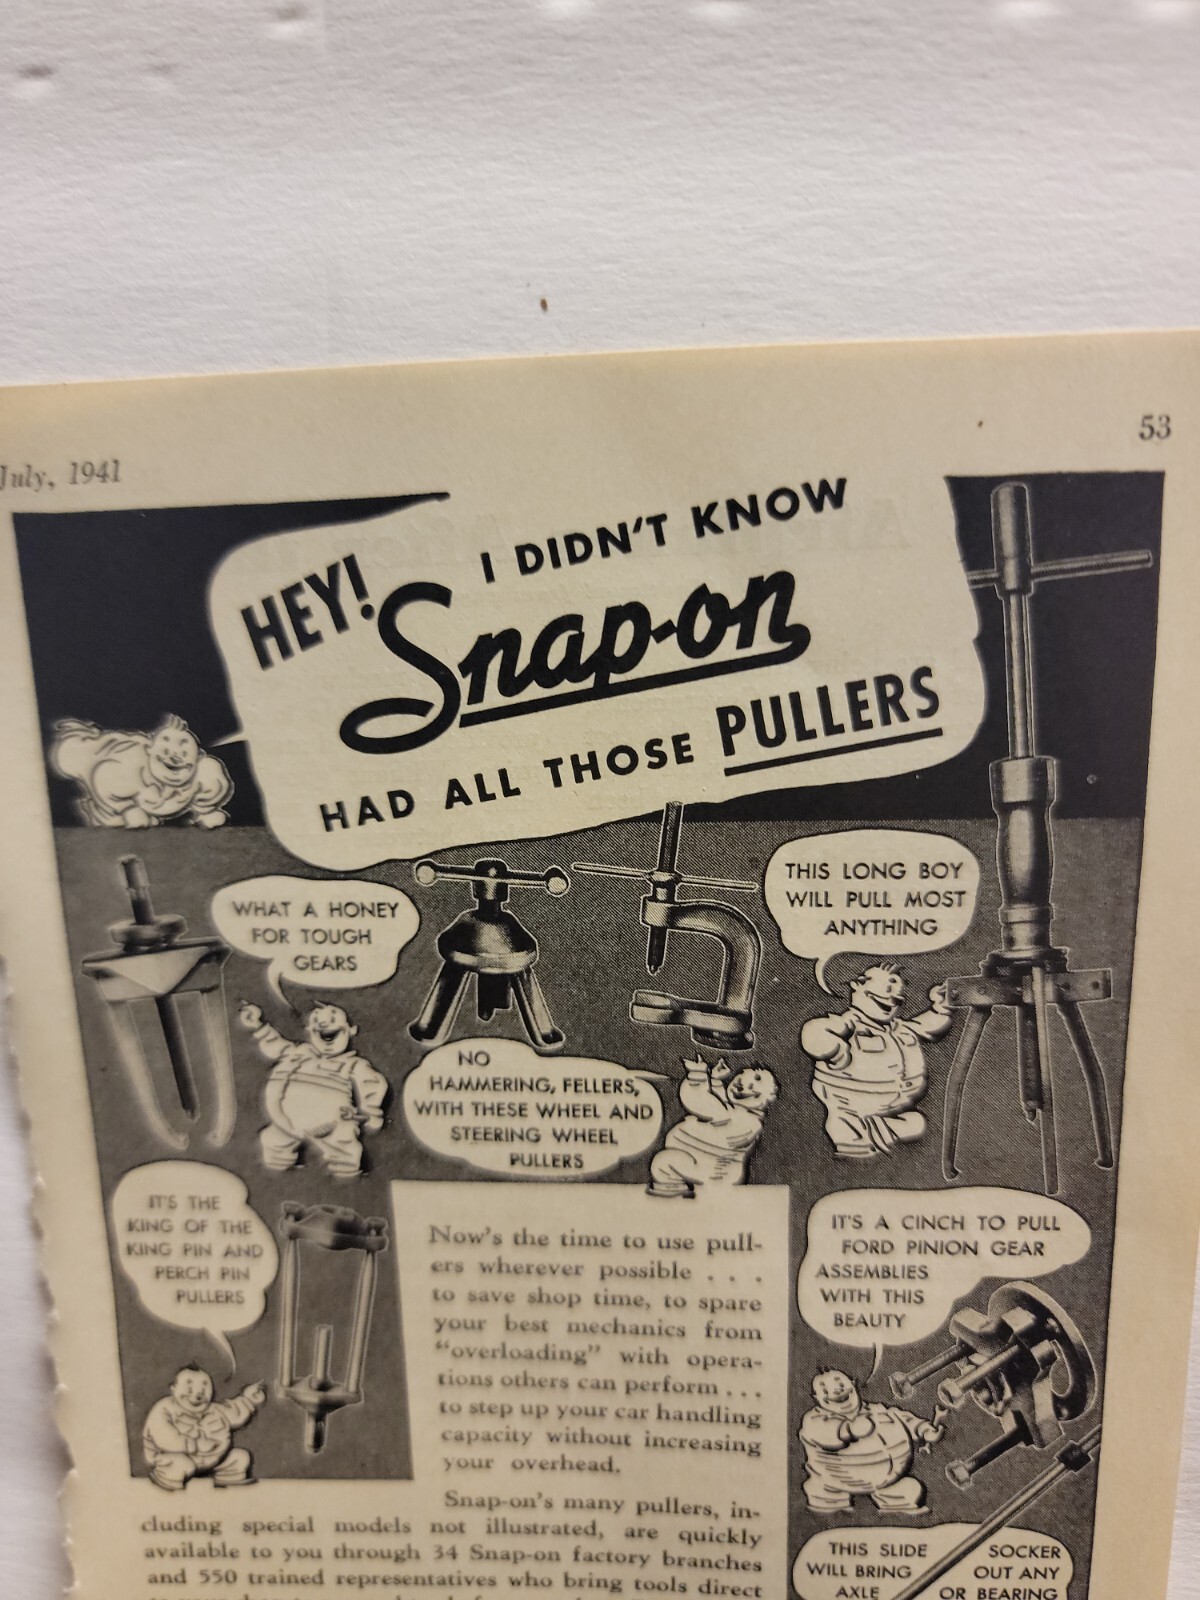 July, 1941
53
HEY! I DIDN'T KNOW
Snap-on
HAD ALL THOSE PULLERS
WHAT A HONEY
FOR TOUGH
GEARS
THIS LONG BOY
WILL PULL MOST
ANYTHING
NO
HAMMERING, FELLERS,
WITH THESE WHEEL AND
STEERING WHEEL
PULLERS
IT'S THE
KING OF THE
KING PIN AND
PERCH PIN
PULLERS
IT'S A CINCH TO PULL
FORD PINION GEAR
ASSEMBLIES
WITH THIS
BEAUTY
Now's the time to use pull-
ers wherever possible . . .
to save shop time, to spare
your best mechanics from
"overloading" with opera-
tions others can perform . . .
to step up your car handling
capacity without increasing
your overhead.
Snap-on's many pullers, in-
cluding special models not illustrated, are quickly
available to you through 34 Snap-on factory branches
and 550 trained representatives who bring tools direct
THIS SLIDE SOCKER
WILL BRING OUT ANY
AXLE OR BEARING